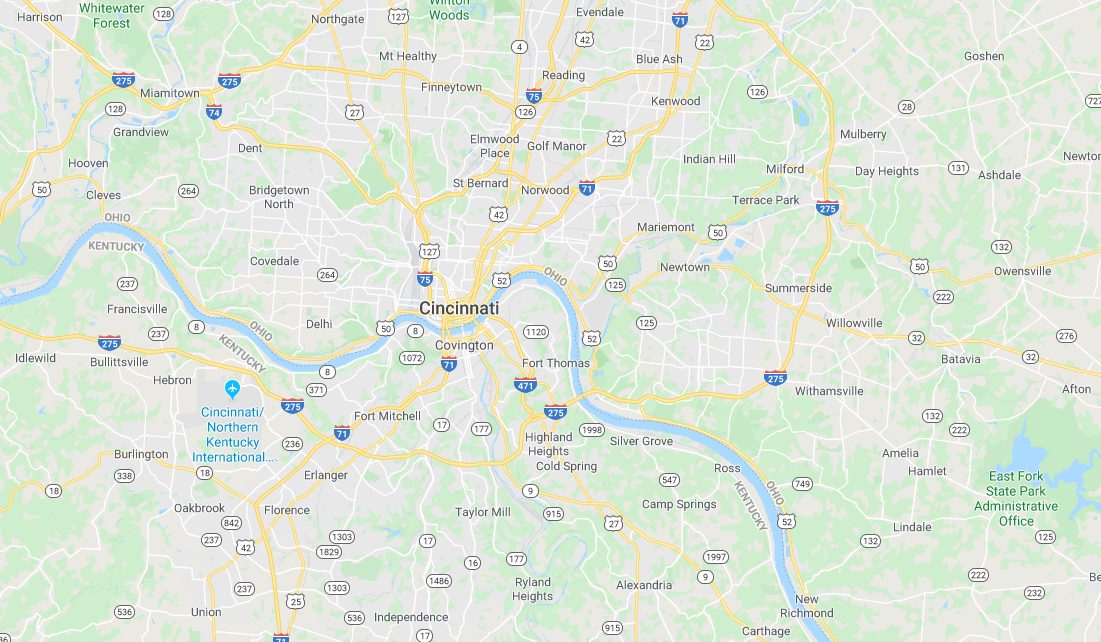 Whitewater
Forest
Winton
Woods
Harrison
128
Northgate
127
Evendale
71
42
22
4
Mt Healthy
Blue Ash
Goshen
Reading
275
275
Miamitown
Finneytown
75
126
Kenwood
126
28
727
128
74
27
Grandview
Dent
Elmwood
Place
Golf Manor
22
Mulberry
Hooven
Indian Hill
Milford
Day Heights
131
Newton
Ashdale
50
Cleves
264
Bridgetown
North
St Bernard
Norwood
71
Terrace Park
275
42
OHIO
KENTUCKY
Mariemont
50
127
132
Covedale
264
75
52
OHIO
50
Newtown
50
Owensville
237
125
Summerside
222
Francisville
Cincinnati
237
8
OHIO
Delhi
50
8
1120
125
Willowville
276
52
32
KENTUCKY
275
Bullittsville
Idlewild
Covington
1072
71
Fort Thomas
32
Batavia
8
Hebron
371
471
275
Withamsville
Afton
275
275
Cincinnati/
Northern
Kentucky
International...
Fort Mitchell
17
177
71
236
1998
Silver Grove
132
222
Highland
Heights
Cold Spring
Burlington
18
338
Erlanger
Ross
Amelia
Hamlet
18
547
749
KENTUCKY
OHIO
East Fork
State Park
Administrative
Office
9
Oakbrook
Florence
Taylor Mill
915
Camp Springs
27
52
842
237
42
1303
1829
17
132
Lindale
125
177
16
1997
9
237
1303
1486
Ryland
Heights
Alexandria
222
232
Be
25
536
Union
536
Independence
New
Richmond
17
915
Carthage
71